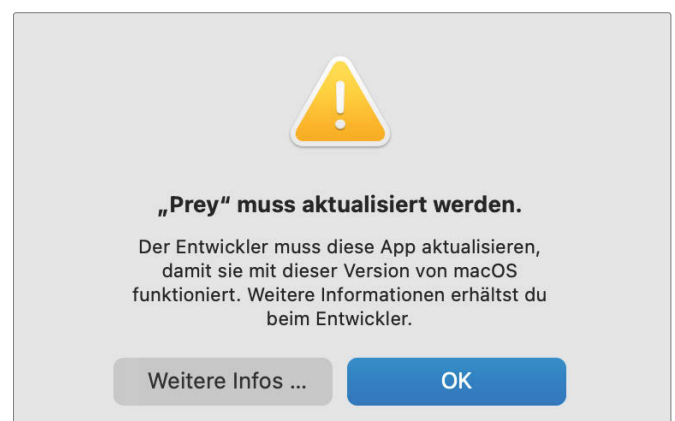 „Prey“ muss aktualisiert werden.
Der Entwickler muss diese App aktualisieren,
damit sie mit dieser Version von macOS
funktioniert. Weitere Informationen erhältst du
beim Entwickler.
Weitere Infos ...
OK